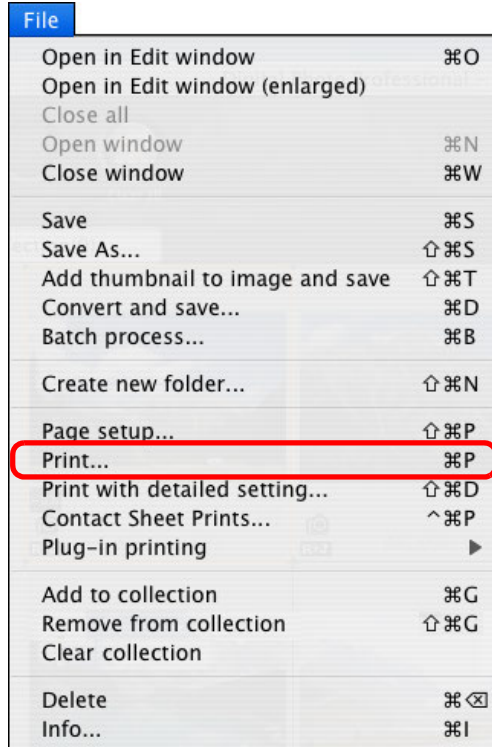 File
Open in Edit window ⌘O
Open in Edit window (enlarged)
Close all
Open window ⌘N
Close window ⌘W
Save ⌘S
Save As... ⇧⌘S
Add thumbnail to image and save ⇧⌘T
Convert and save... ⌘D
Batch process... ⌘B
Create new folder... ⇧⌘N
Page setup... ⇧⌘P
Print... ⌘P
Print with detailed setting... ⇧⌘D
Contact Sheet Prints... ^⌘P
Plug-in printing ▶
Add to collection ⌘G
Remove from collection ⇧⌘G
Clear collection
Delete ⌘⌫
Info... ⌘I